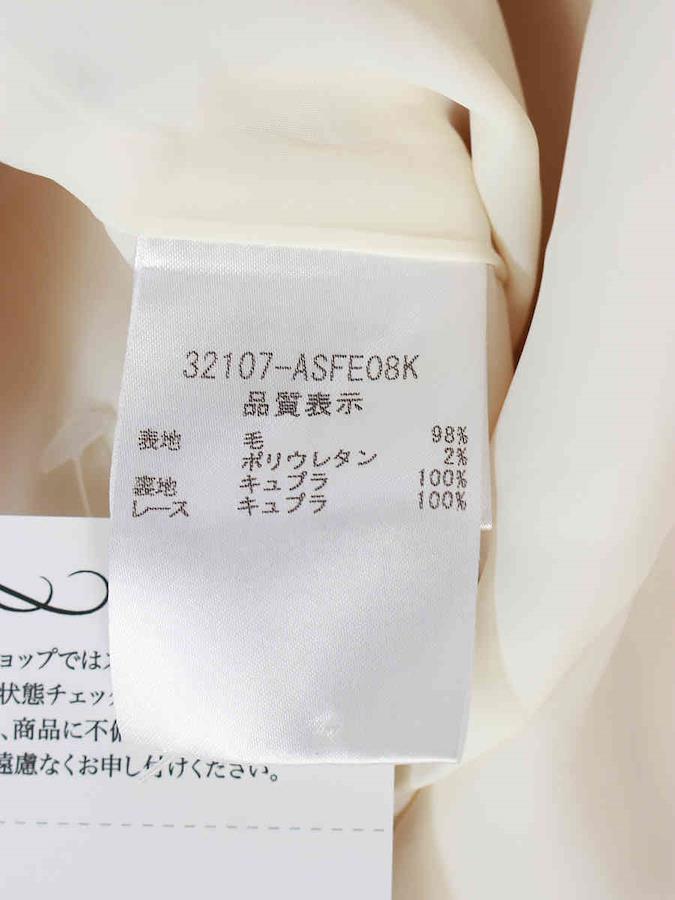 32107-ASFE08K
品質表示
表地 毛 98%
ポリウレタン 2%
裏地 キュプラ 100%
レース キュプラ 100%
ョップではス
状態チェック
、商品に不備
遠慮なくお申し付けください。